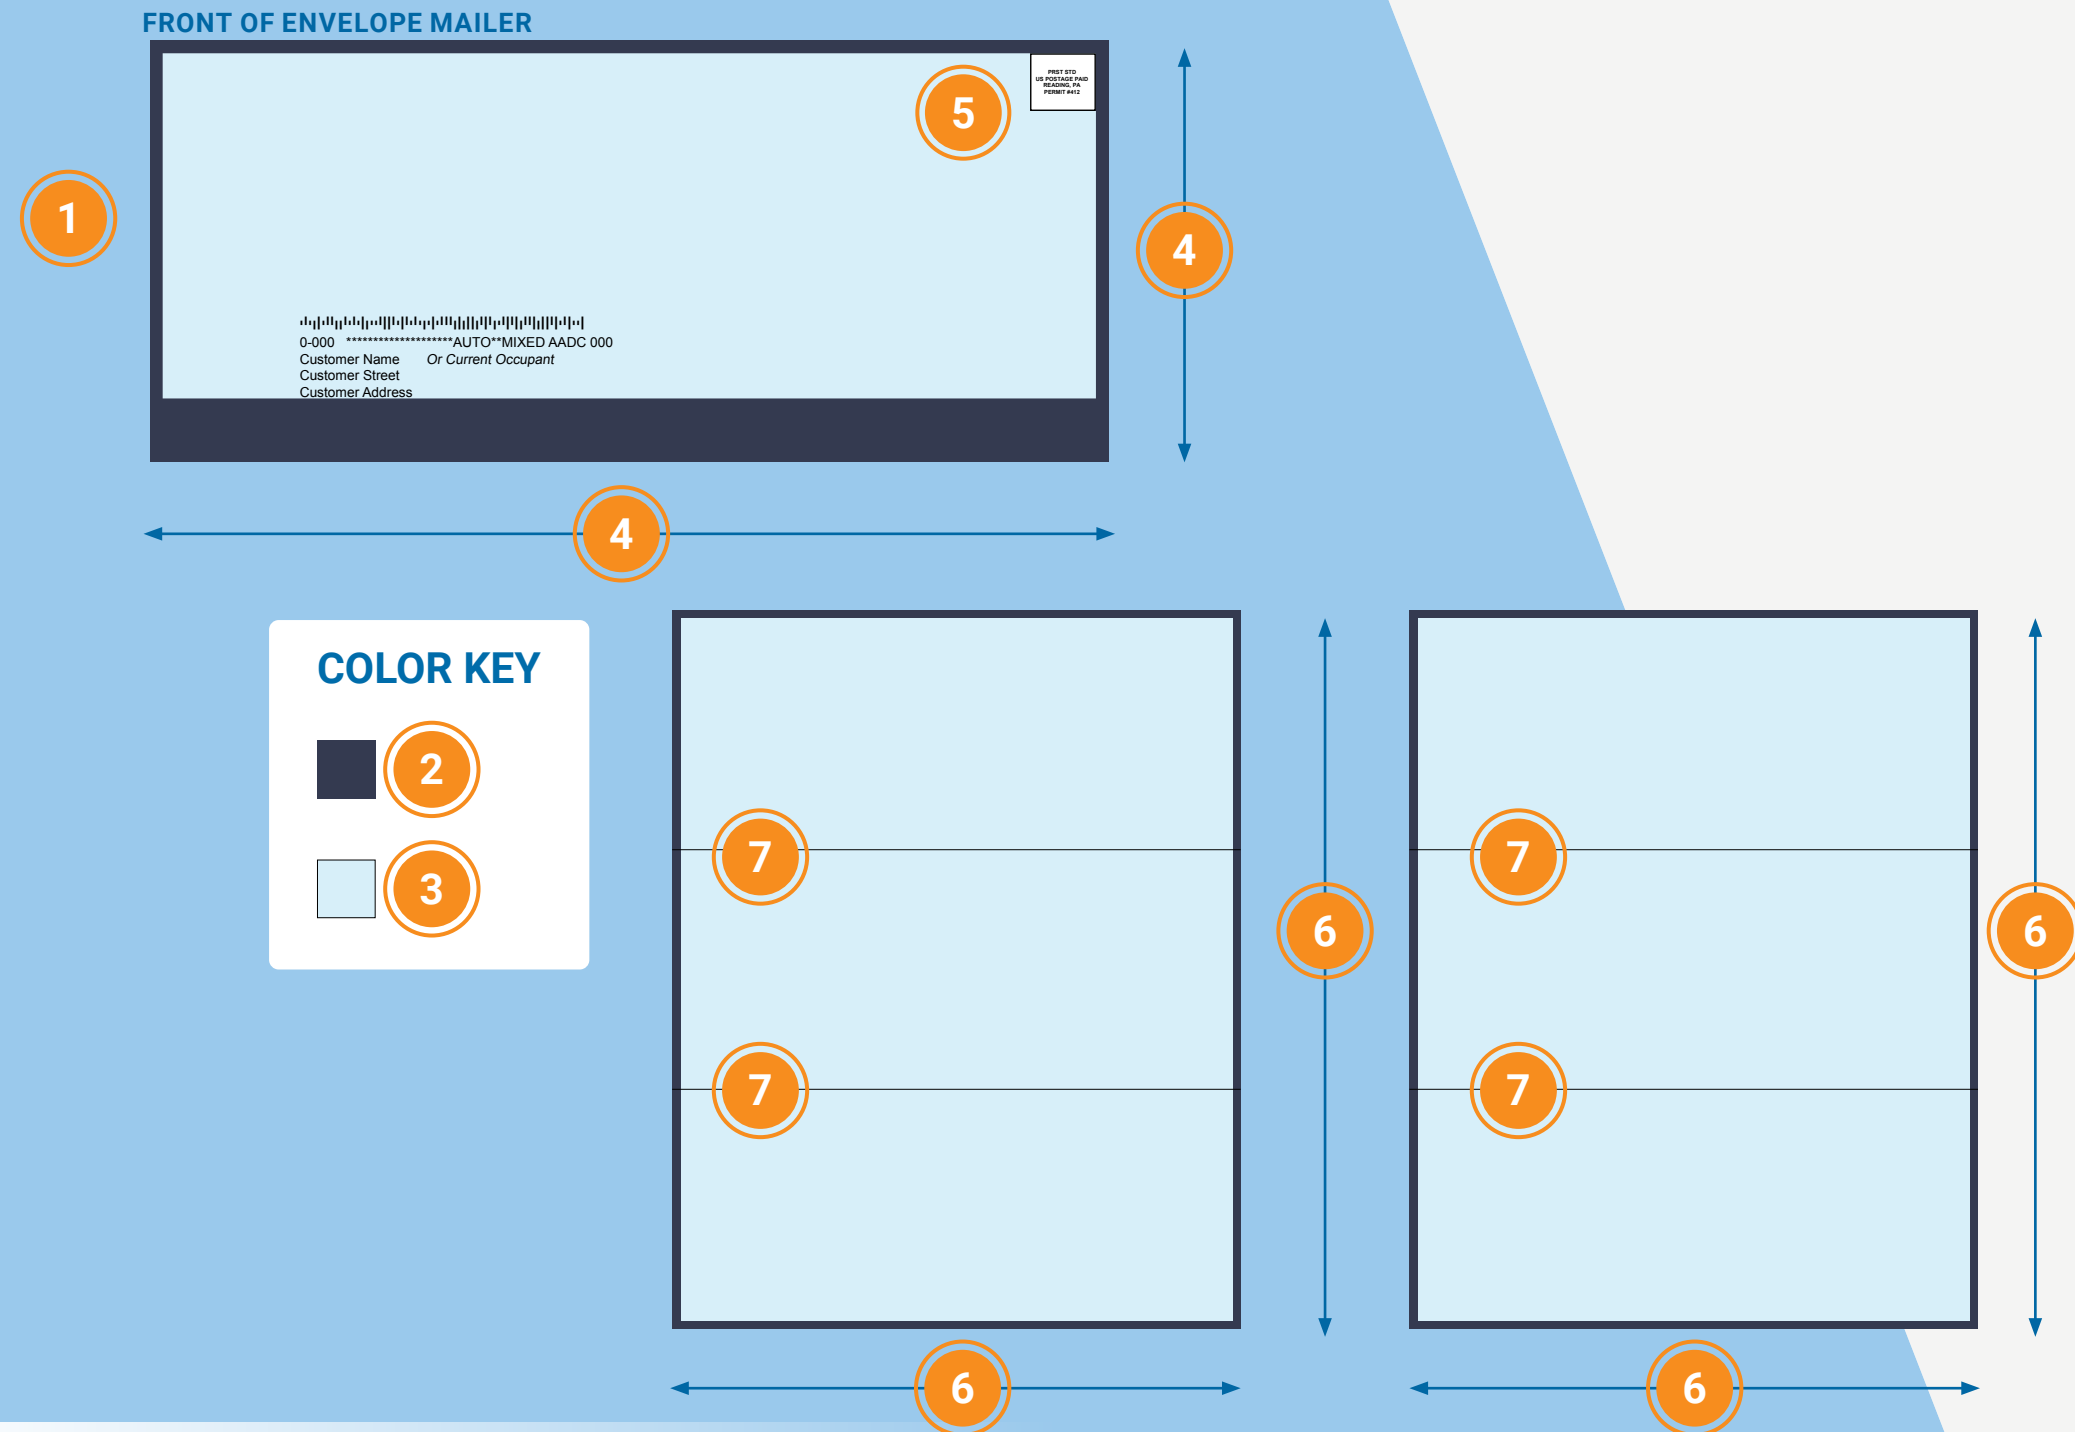 FRONT OF ENVELOPE MAILER
PRST STD
US POSTAGE PAID
READING, PA
PERMIT #412
5
1
4
0-000 ********************AUTO**MIXED AADC 000
Customer Name Or Current Occupant
Customer Street
Customer Address
4
COLOR KEY
2
3
7
7
6
6
7
7
6
6